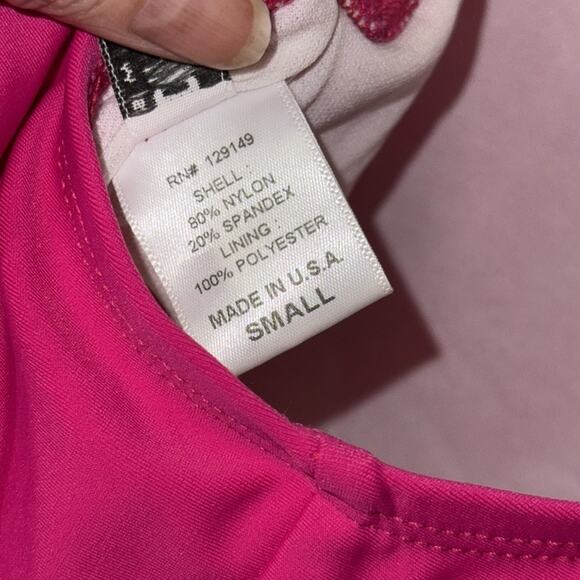 RN# 129149
SHELL :
80% NYLON
20% SPANDEX
LINING :
100% POLYESTER
MADE IN U.S.A.
SMALL